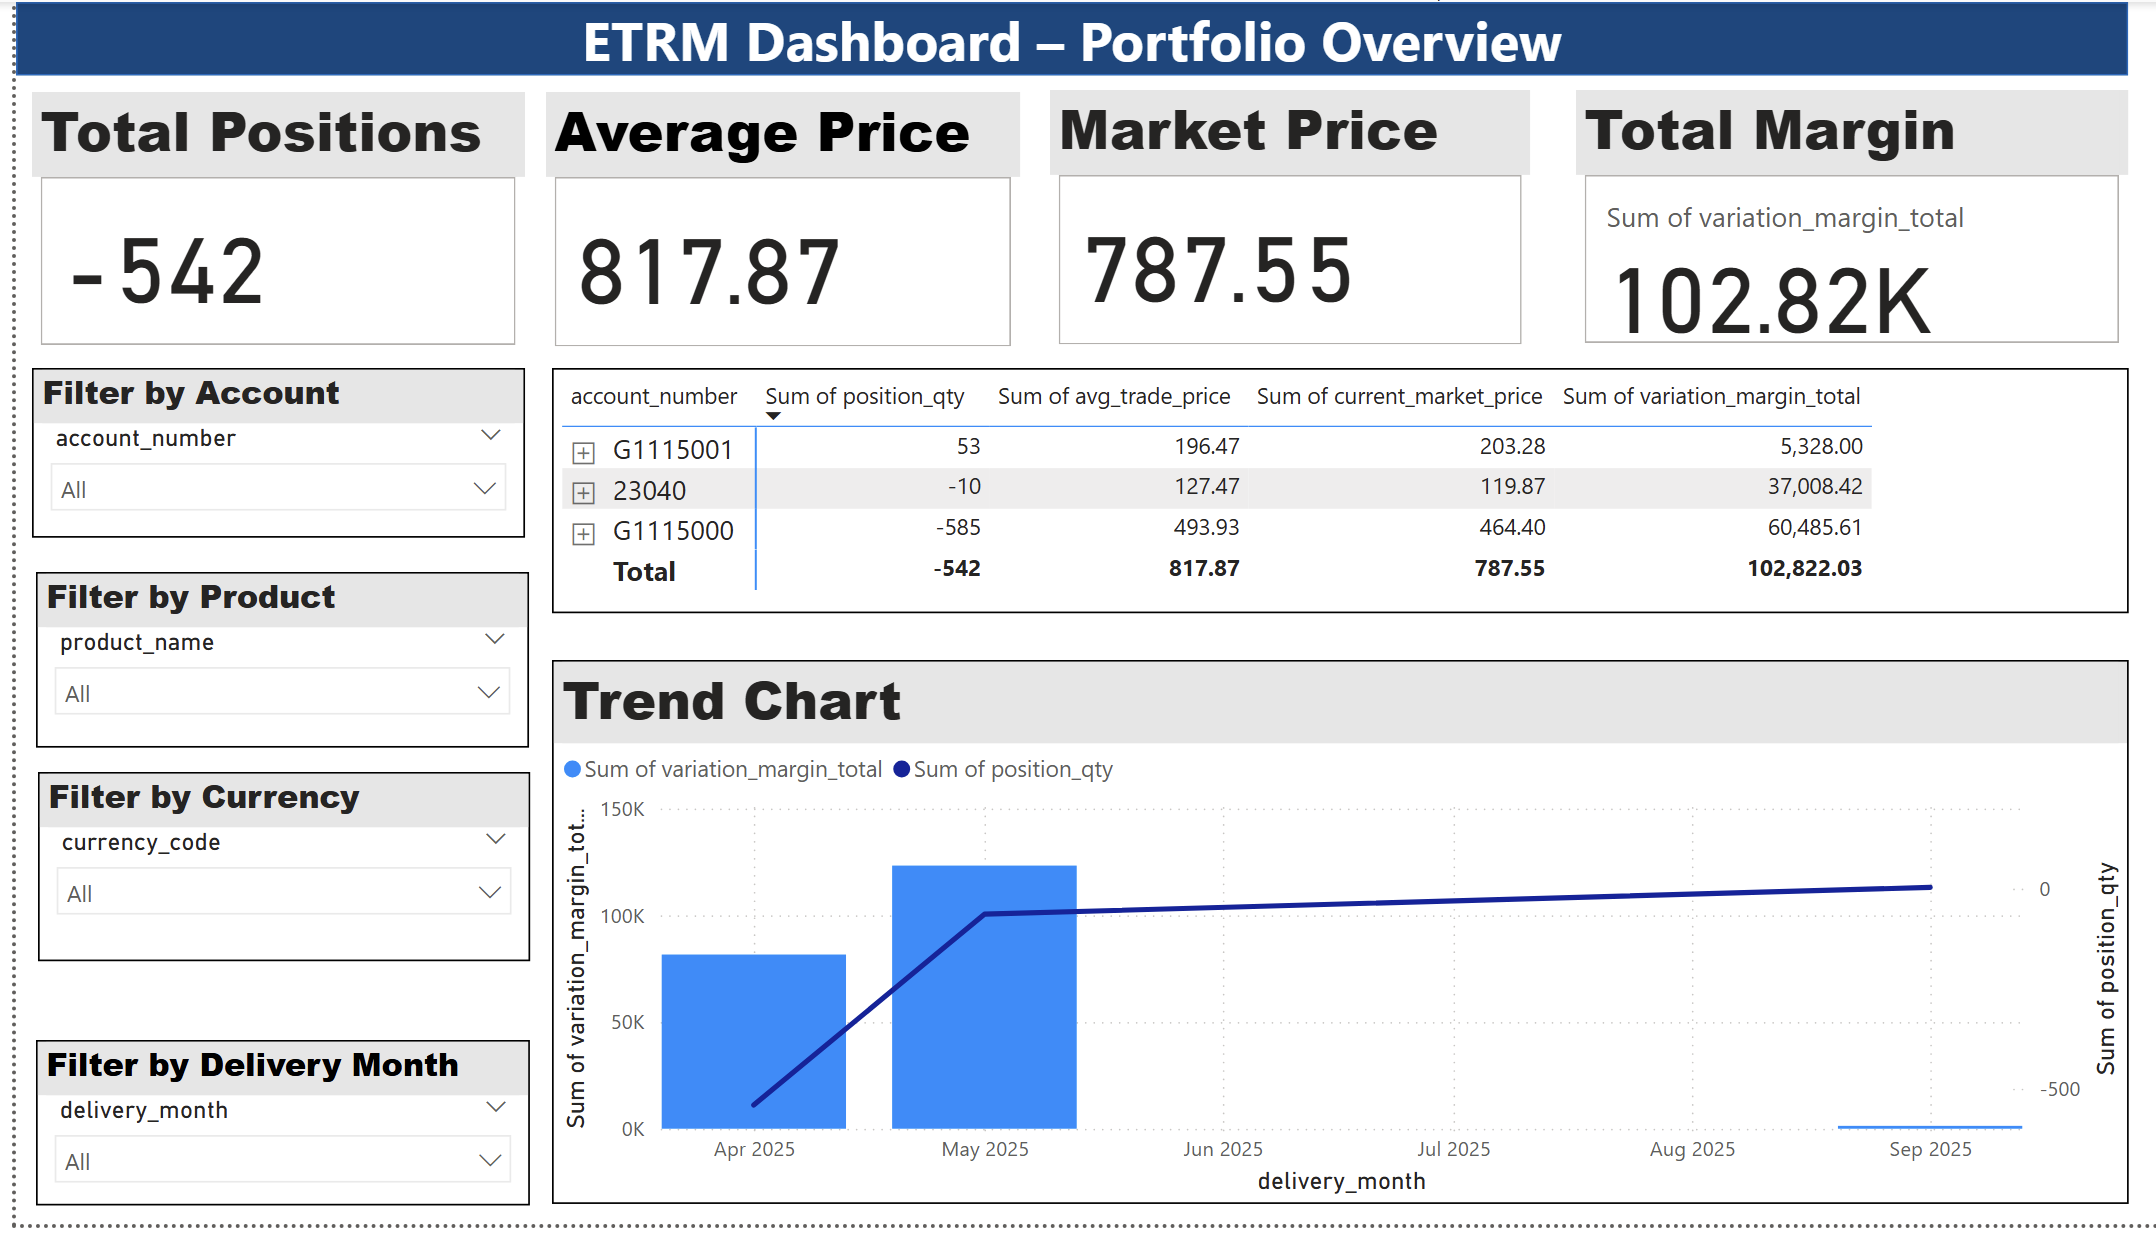 ETRM Dashboard – Portfolio Overview
Total Positions
-542
Average Price
817.87
Market Price
787.55
Total Margin
Sum of variation_margin_total
102.82K
Filter by Account
account_number
All
Filter by Product
product_name
All
Filter by Currency
currency_code
All
Filter by Delivery Month
delivery_month
All
account_number Sum of position_qty Sum of avg_trade_price Sum of current_market_price Sum of variation_margin_total
G1115001 53 196.47 203.28 5,328.00
23040 -10 127.47 119.87 37,008.42
G1115000 -585 493.93 464.40 60,485.61
Total -542 817.87 787.55 102,822.03
Trend Chart
Sum of variation_margin_total Sum of position_qty
Sum of variation_margin_tot...
150K
100K
50K
0K
Apr 2025 May 2025 Jun 2025 Jul 2025 Aug 2025 Sep 2025
delivery_month
0
-500
Sum of position_qty